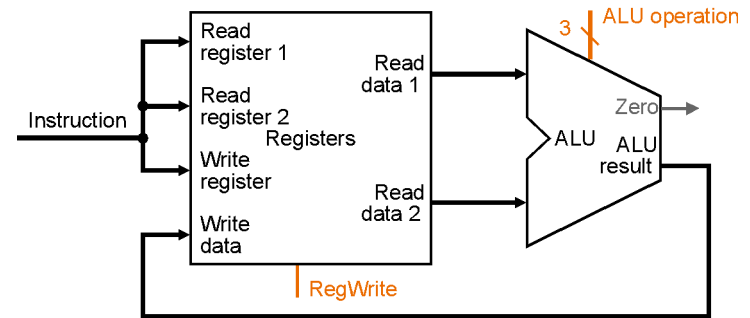 ALU operation
3
Read
register 1
Read
data 1
Read
register 2
Zero
Instruction
Registers
ALU
ALU
result
Write
register
Read
data 2
Write
data
RegWrite